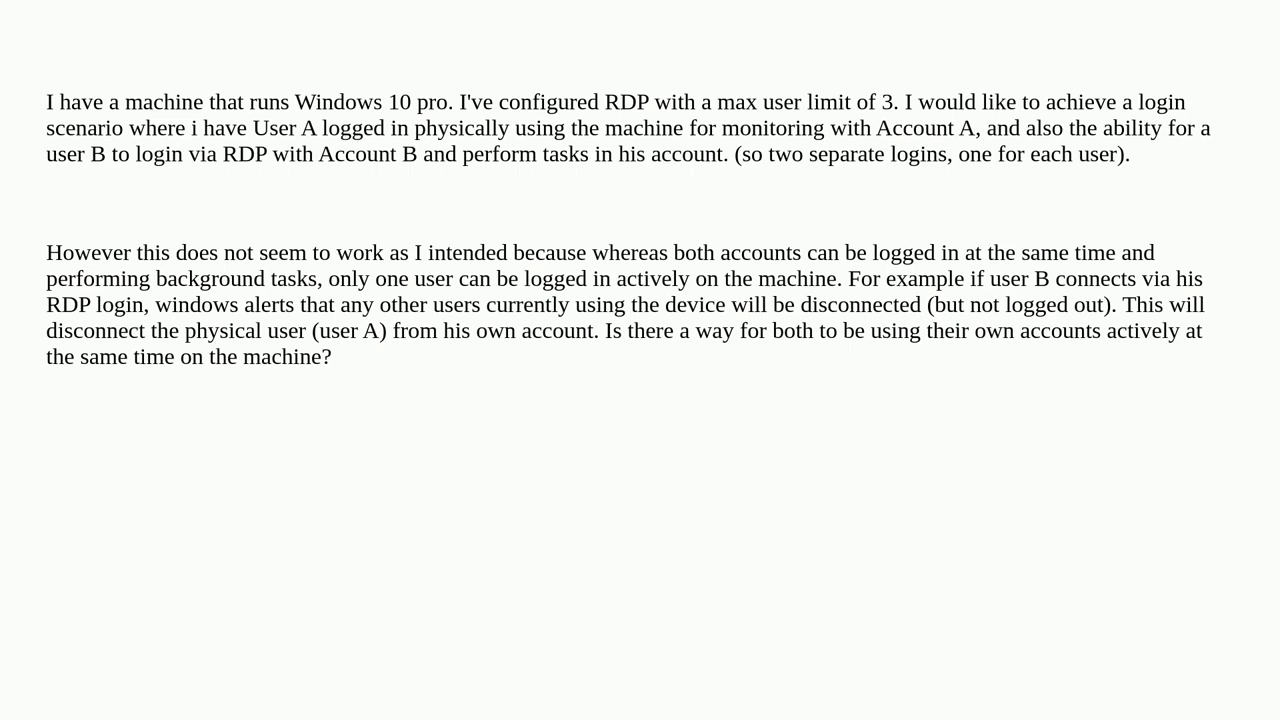 I have a machine that runs Windows 10 pro. I've configured RDP with a max user limit of 3. I would like to achieve a login
scenario where i have User A logged in physically using the machine for monitoring with Account A, and also the ability for a
user B to login via RDP with Account B and perform tasks in his account. (so two separate logins, one for each user).
However this does not seem to work as I intended because whereas both accounts can be logged in at the same time and
performing background tasks, only one user can be logged in actively on the machine. For example if user B connects via his
RDP login, windows alerts that any other users currently using the device will be disconnected (but not logged out). This will
disconnect the physical user (user A) from his own account. Is there a way for both to be using their own accounts actively at
the same time on the machine?